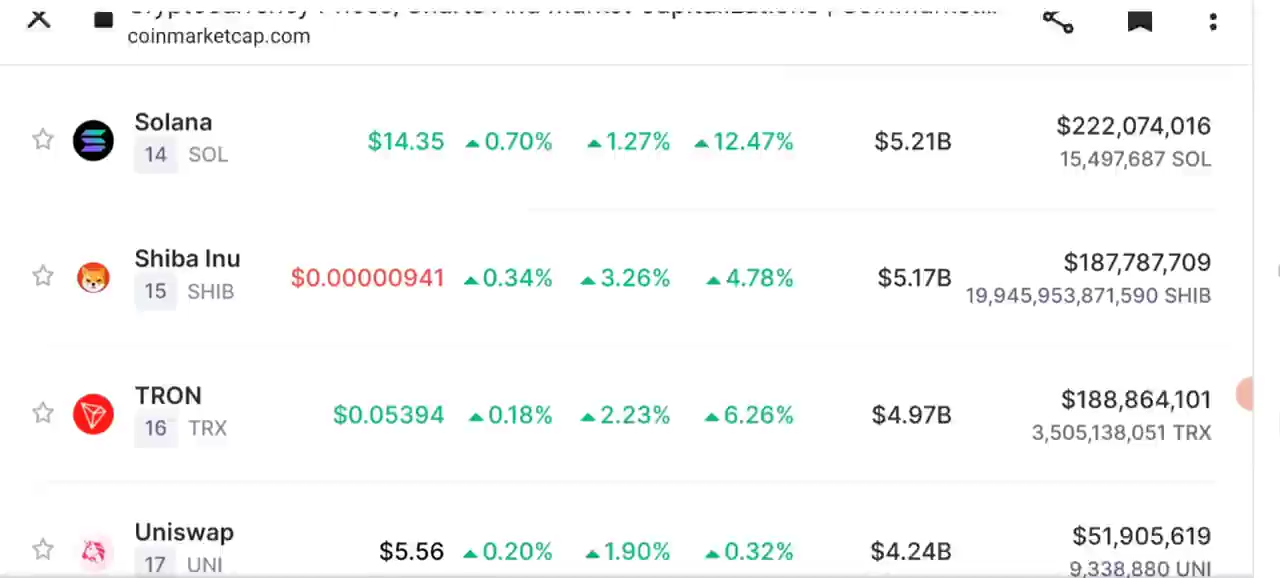 coinmarketcap.com
Solana
$14.35 0.70% 1.27% 12.47% $5.21B $222,074,016
14 SOL 15,497,687 SOL
Shiba Inu
$0.00000941 0.34% 3.26% 4.78% $5.17B $187,787,709
15 SHIB 19,945,953,871,590 SHIB
TRON
$0.05394 0.18% 2.23% 6.26% $4.97B $188,864,101
16 TRX 3,505,138,051 TRX
Uniswap
$5.56 0.20% 1.90% 0.32% $4.24B $51,905,619
17 UNI 9,338,880 UNI